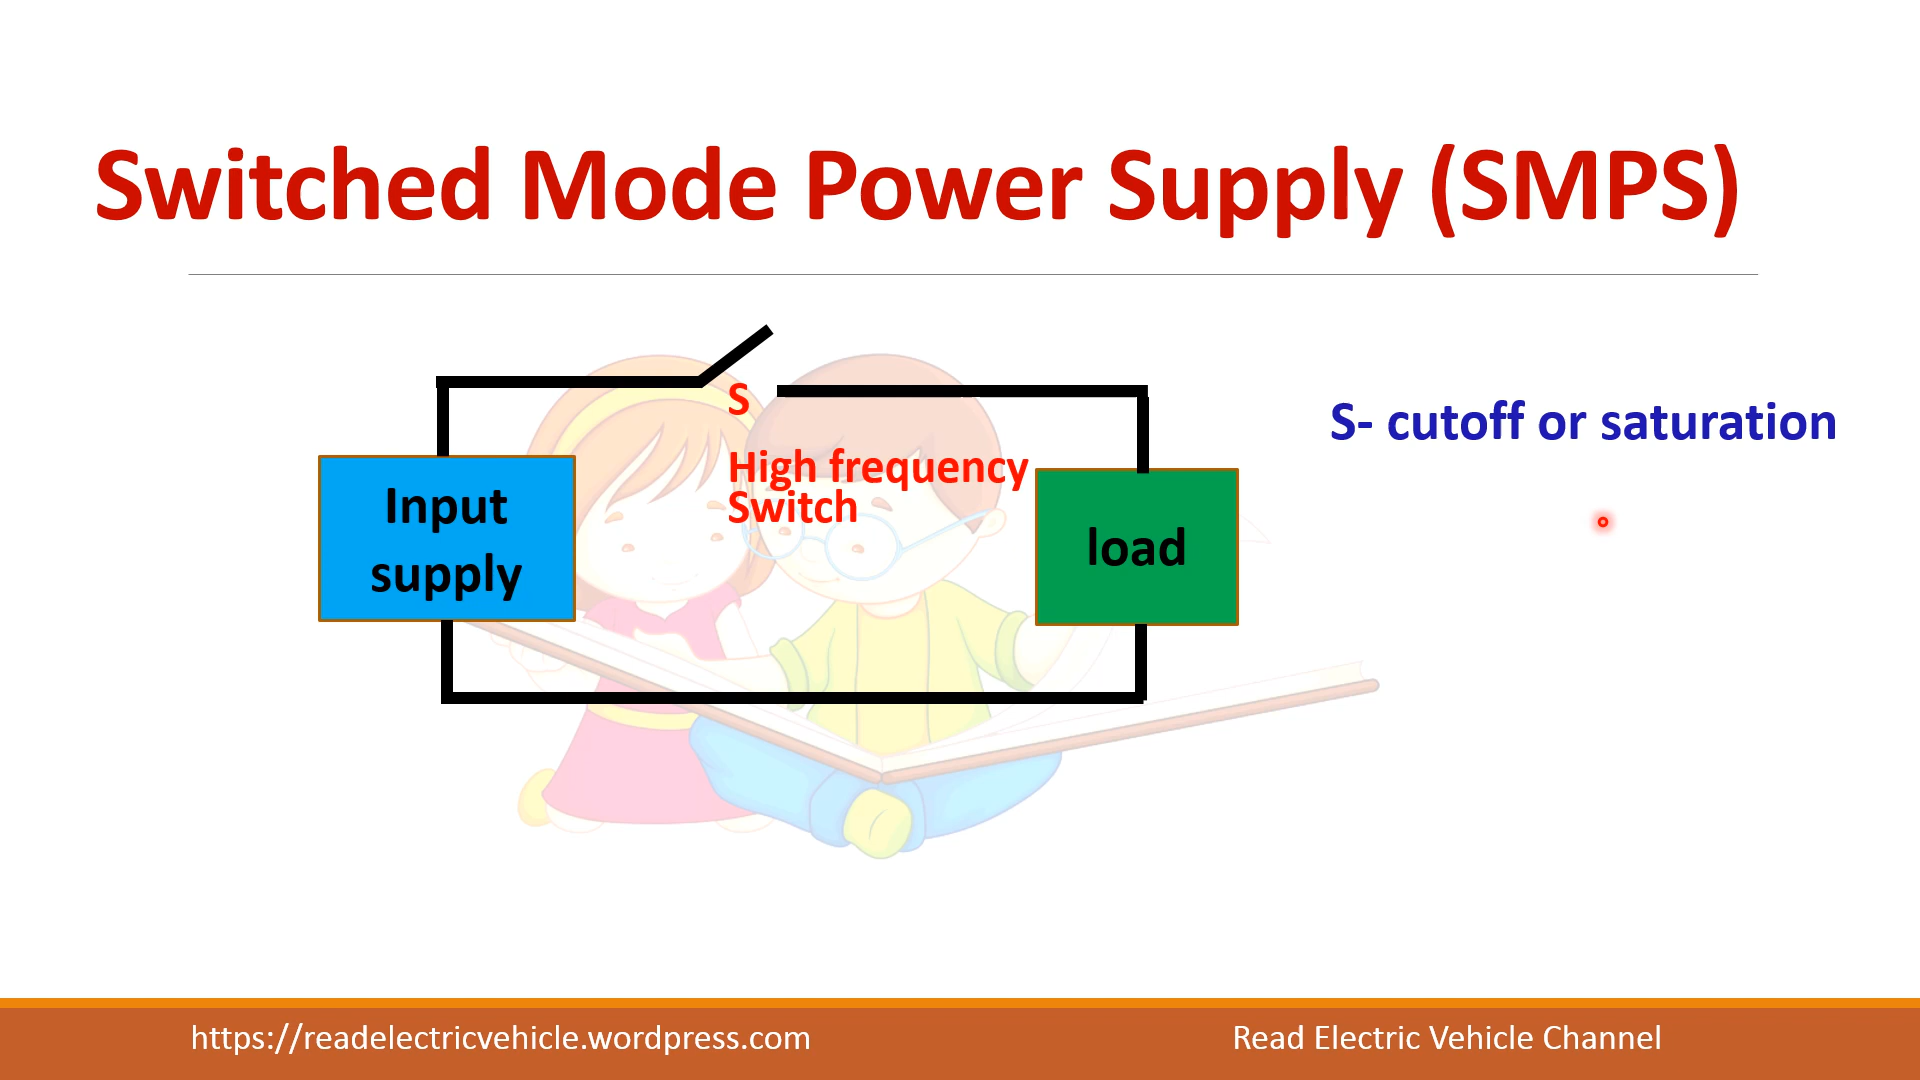 Switched Mode Power Supply (SMPS)
S
S- cutoff or saturation
High frequency
Switch
Input
supply
load
https://readelectricvehicle.wordpress.com
Read Electric Vehicle Channel